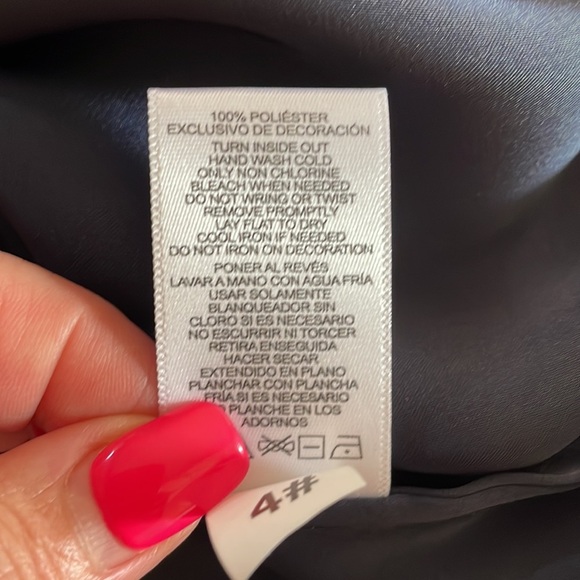 100% POLIÉSTER
EXCLUSIVO DE DECORACIÓN
TURN INSIDE OUT
HAND WASH COLD
ONLY NON CHLORINE
BLEACH WHEN NEEDED
DO NOT WRING OR TWIST
REMOVE PROMPTLY
LAY FLAT TO DRY
COOL IRON IF NEEDED
DO NOT IRON ON DECORATION
PONER AL REVÉS
LAVAR A MANO CON AGUA FRÍA
USAR SOLAMENTE
BLANQUEADOR SIN
CLORO SI ES NECESARIO
NO ESCURRIR NI TORCER
RETIRA ENSEGUIDA
HACER SECAR
EXTENDIDO EN PLANO
PLANCHAR CON PLANCHA
FRÍA SI ES NECESARIO
PLANCHE EN LOS
ADORNOS
4#